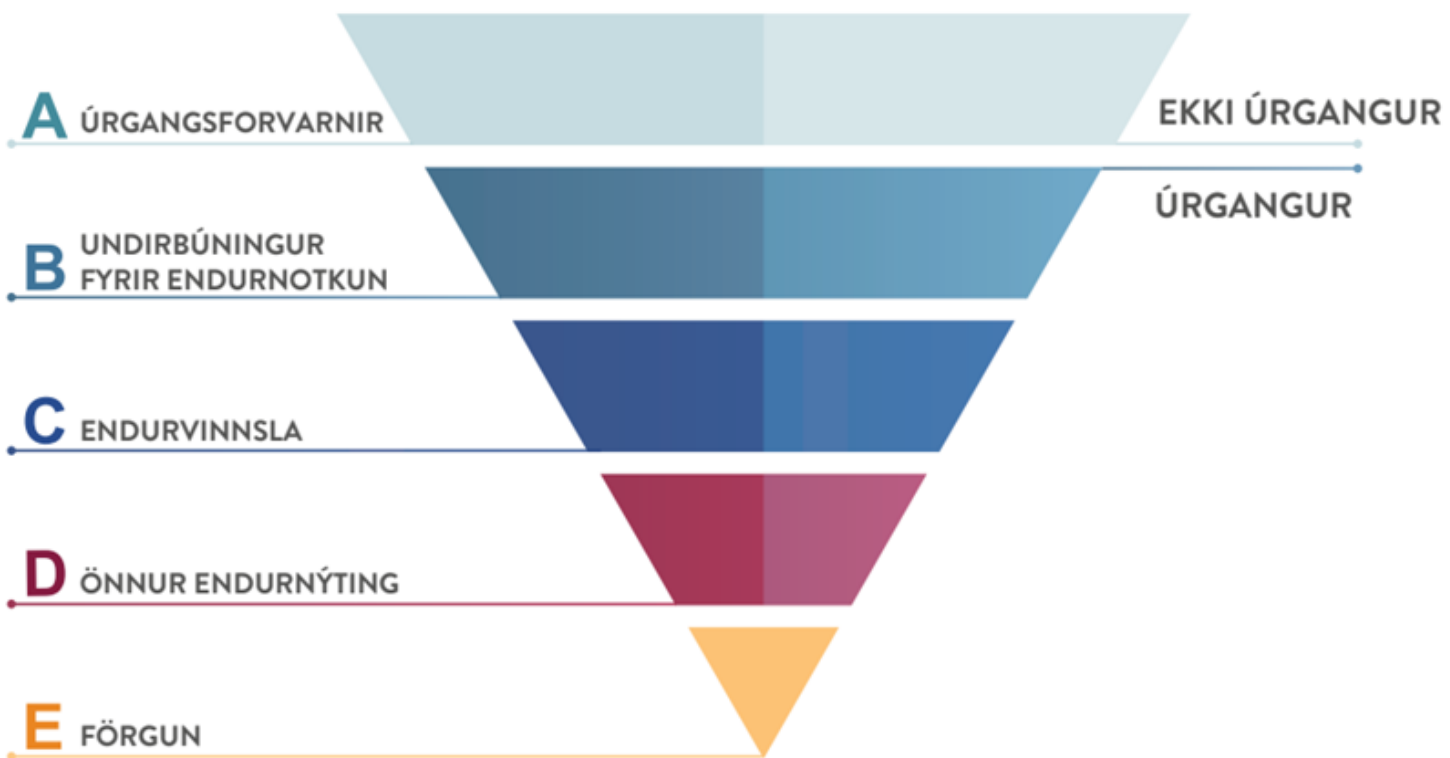 A ÚRGANGSFORVARNIR
EKKI ÚRGANGUR
ÚRGANGUR
B UNDIRBÚNINGUR
FYRIR ENDURNOTKUN
C ENDURVINNSLA
D ÖNNUR ENDURNÝTING
E FÖRGUN